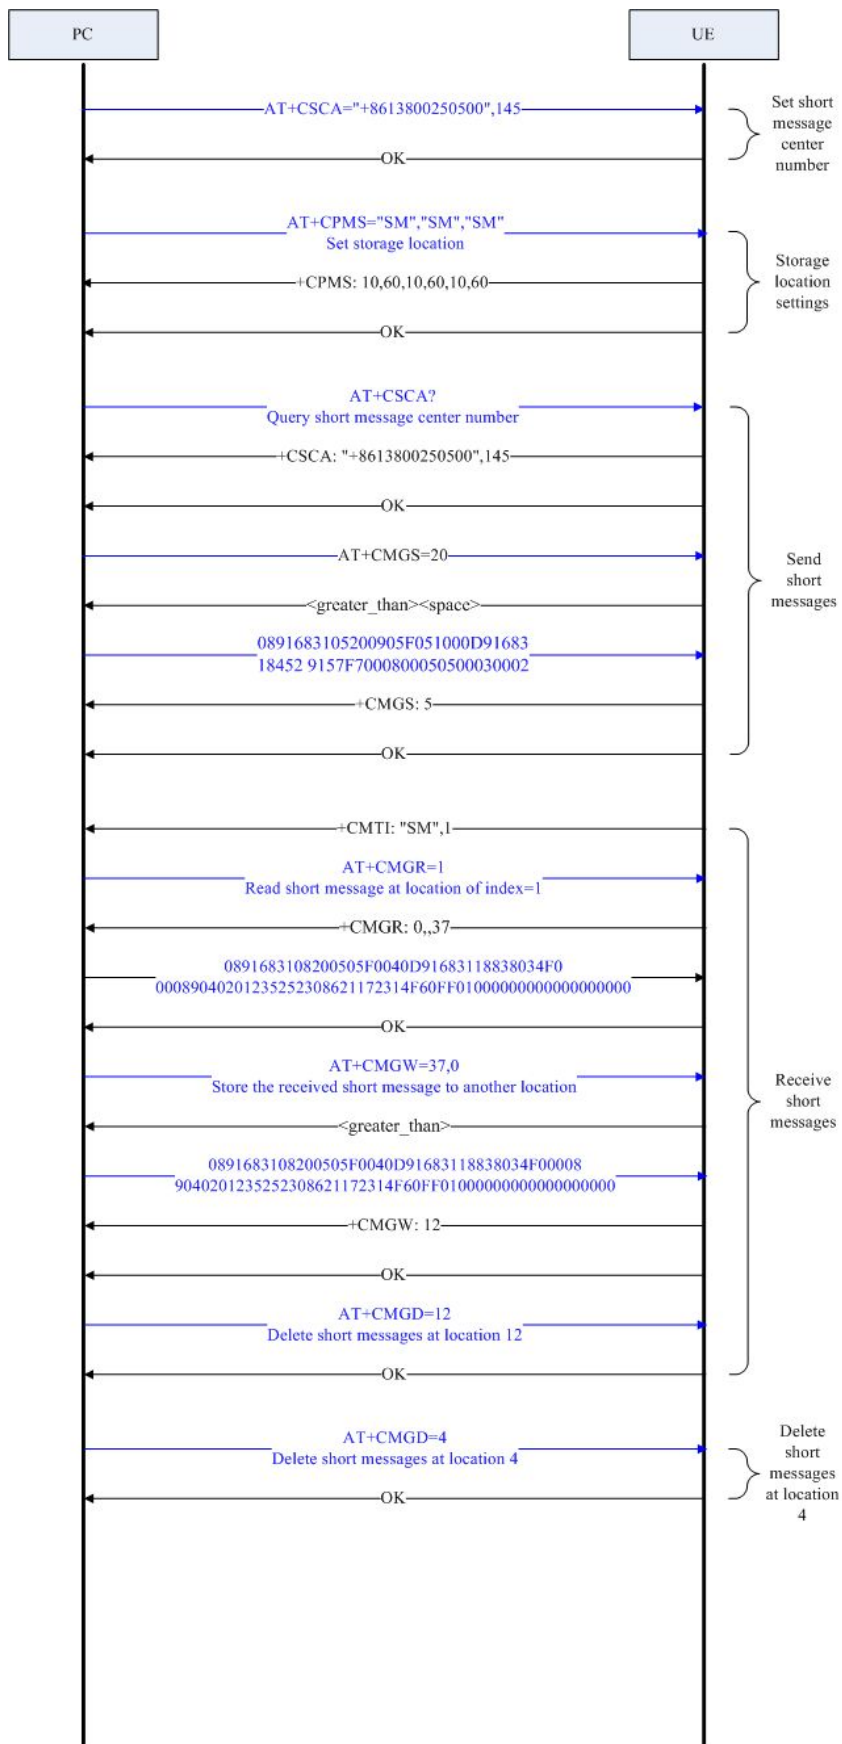 PC
UE
AT+CSCA="+8613800250500",145
OK
Set short
message
center
number
AT+CPMS="SM","SM","SM"
Set storage location
+CPMS: 10,60,10,60,10,60
OK
Storage
location
settings
AT+CSCA?
Query short message center number
+CSCA: "+8613800250500",145
OK
AT+CMGS=20
<greater_than><space>
0891683105200905F051000D91683
18452 9157F7000800050500030002
+CMGS: 5
OK
Send
short
messages
+CMTI: "SM",1
AT+CMGR=1
Read short message at location of index=1
+CMGR: 0,,37
0891683108200505F0040D91683118838034F0
00089040201235252308621172314F60FF01000000000000000000
OK
AT+CMGW=37,0
Store the received short message to another location
<greater_than>
0891683108200505F0040D91683118838034F00008
9040201235252308621172314F60FF01000000000000000000
+CMGW: 12
OK
AT+CMGD=12
Delete short messages at location 12
OK
Receive
short
messages
AT+CMGD=4
Delete short messages at location 4
OK
Delete
short
messages
at location
4